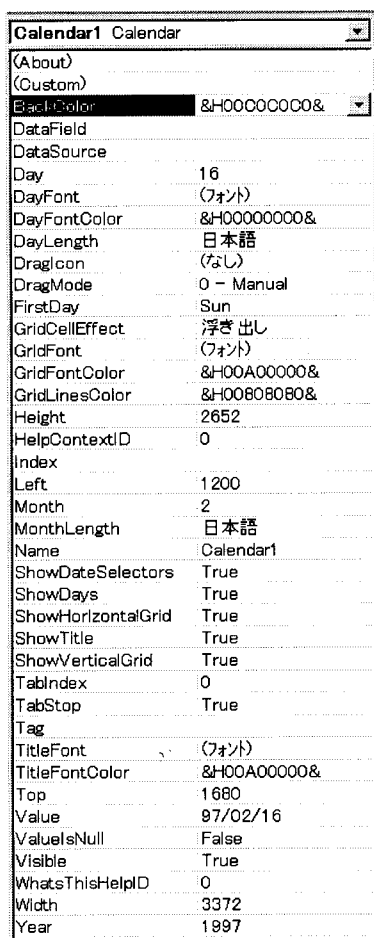 Calendar1 Calendar
(About)
(Custom)
BackColor &H00C0C0C0&
DataField
DataSource
Day 16
DayFont (フォント)
DayFontColor &H00000000&
DayLength 日本語
DragIcon (なし)
DragMode 0 - Manual
FirstDay Sun
GridCellEffect 浮き出し
GridFont (フォント)
GridFontColor &H00A00000&
GridLinesColor &H00808080&
Height 2652
HelpContextID 0
Index
Left 1200
Month 2
MonthLength 日本語
Name Calendar1
ShowDateSelectors True
ShowDays True
ShowHorizontalGrid True
ShowTitle True
ShowVerticalGrid True
TabIndex 0
TabStop True
Tag
TitleFont (フォント)
TitleFontColor &H00A00000&
Top 1680
Value 97/02/16
ValueIsNull False
Visible True
WhatsThisHelpID 0
Width 3372
Year 1997